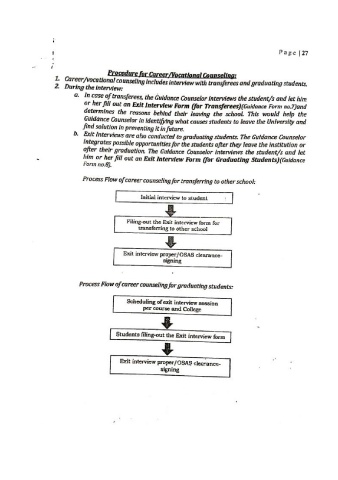 Page | 27
Procedure for Career/Vocational Counseling:
1. Career/vocational counseling includes interview with transferees and graduating students.
2. During the interview:
a. In case of transferees, the Guidance Counselor interviews the student/s and let him
or her fill out an Exit Interview Form (for Transferees)(Guidance Form no.7)and
determines the reasons behind their leaving the school. This would help the
Guidance Counselor in identifying what causes students to leave the University and
find solution in preventing it in future.
b. Exit Interviews are also conducted to graduating students. The Guidance Counselor
integrates possible opportunities for the students after they leave the institution or
after their graduation. The Guidance Counselor interviews the student/s and let
him or her fill out an Exit Interview Form (for Graduating Students)(Guidance
Form no.8).
Process Flow of career counseling for transferring to other school:
Initial interview to student
Filing-out the Exit interview form for
transferring to other school
Exit interview proper/OSAS clearance-
signing
Process Flow of career counseling for graduating students:
Scheduling of exit interview session
per course and College
Students filing-out the Exit interview form
Exit interview proper/OSAS clearance-
signing